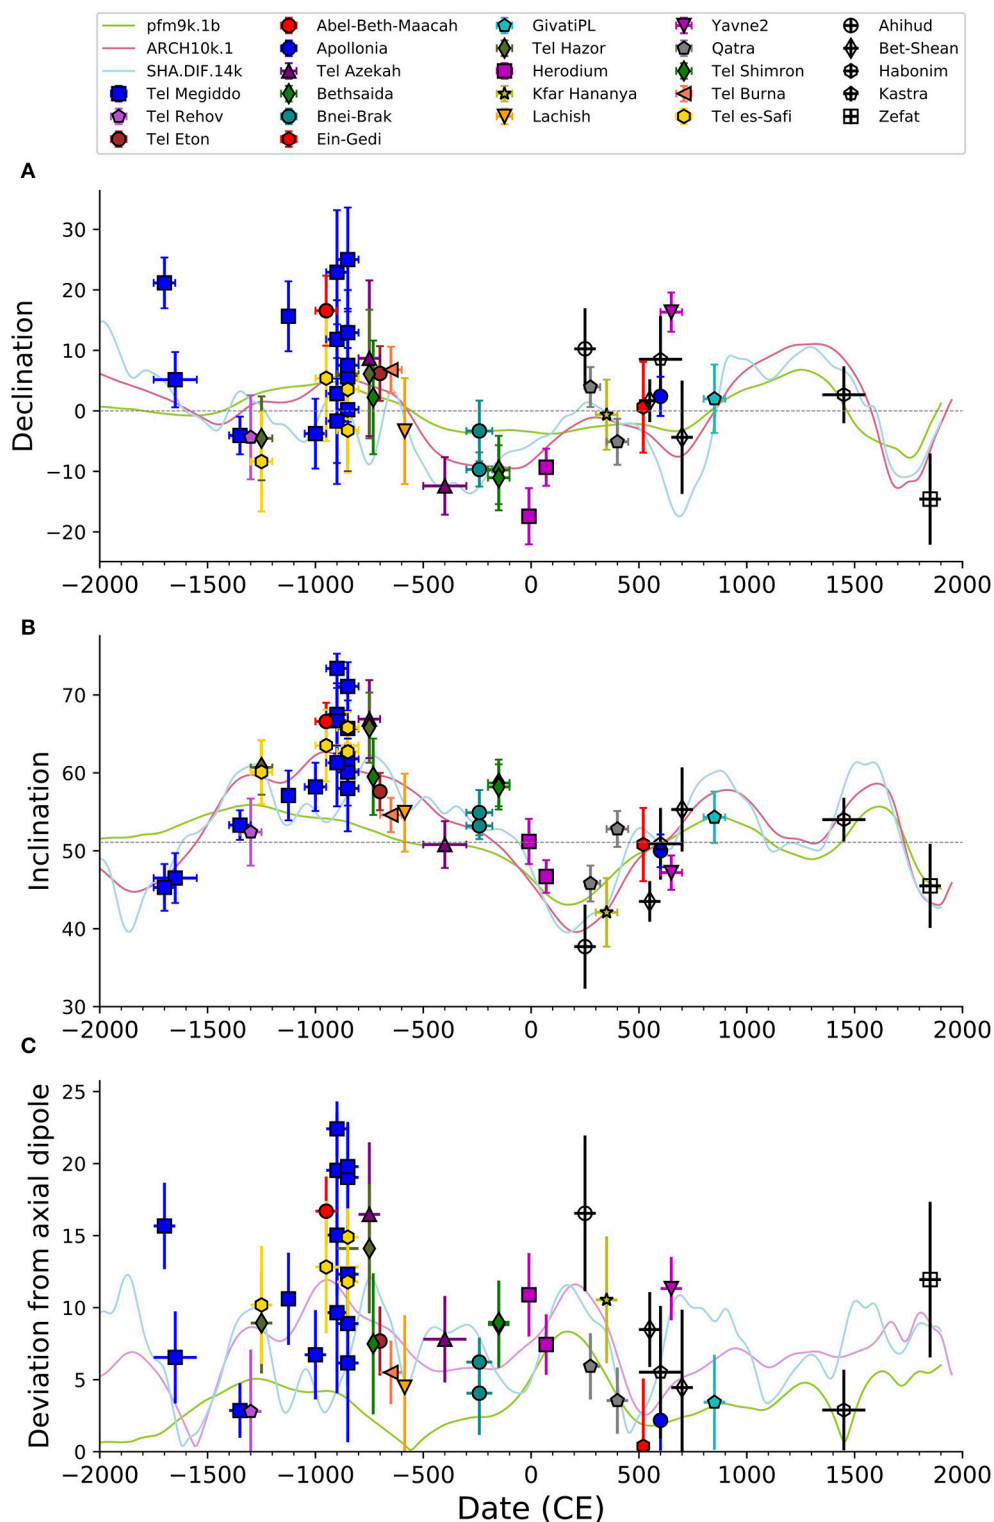 pfm9k.1b Abel-Beth-Maacah GivatiPL Yavne2 Ahihud
ARCH10k.1 Apollonia Tel Hazor Qatra Bet-Shean
SHA.DIF.14k Tel Azekah Herodium Tel Shimron Habonim
Tel Megiddo Bethsaida Kfar Hananya Tel Burna Kastra
Tel Rehov Bnei-Brak Lachish Tel es-Safi Zefat
Tel Eton Ein-Gedi
A
30
20
10
0
−10
−20
Declination
−2000 −1500 −1000 −500 0 500 1000 1500 2000
B
70
60
50
40
30
Inclination
−2000 −1500 −1000 −500 0 500 1000 1500 2000
C
25
20
15
10
5
0
Deviation from axial dipole
−2000 −1500 −1000 −500 0 500 1000 1500 2000
Date (CE)